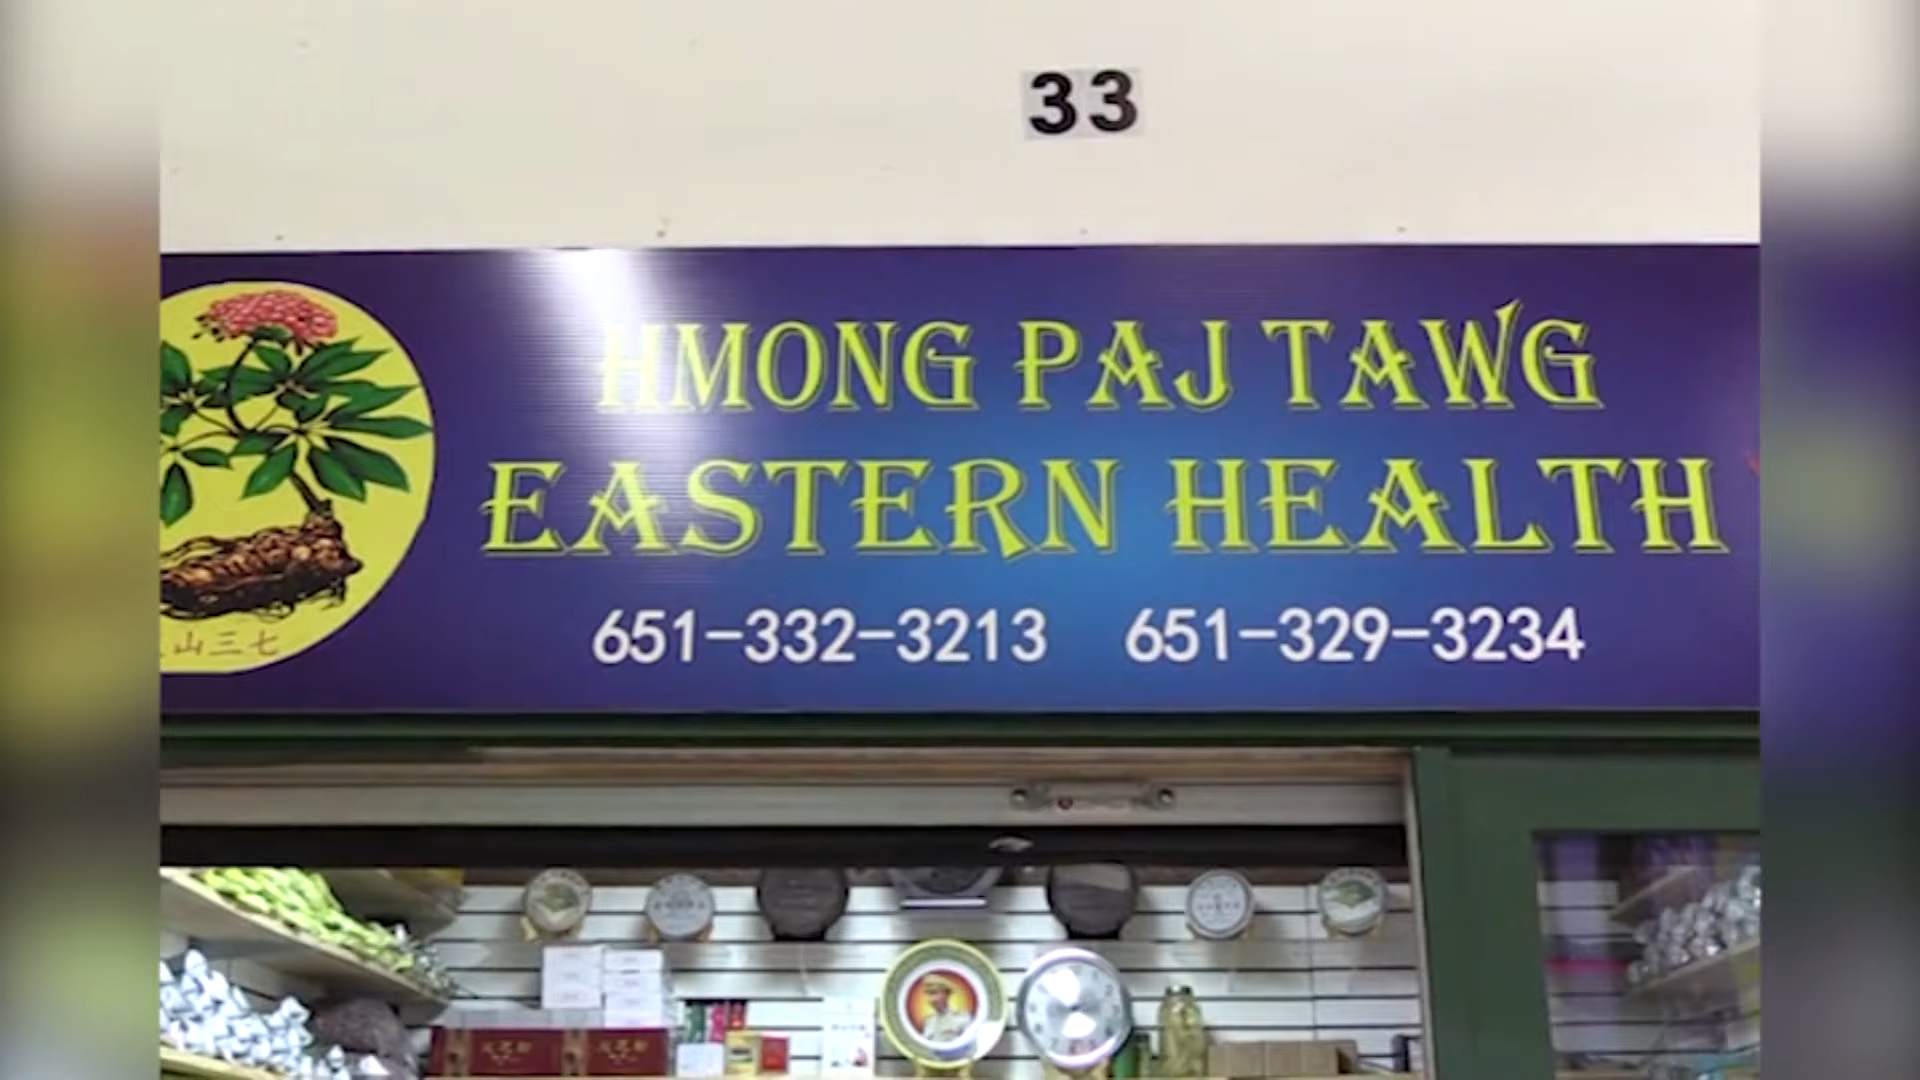 33
HMONG PAJ TAWG
EASTERN HEALTH
651-332-3213 651-329-3234
山三七